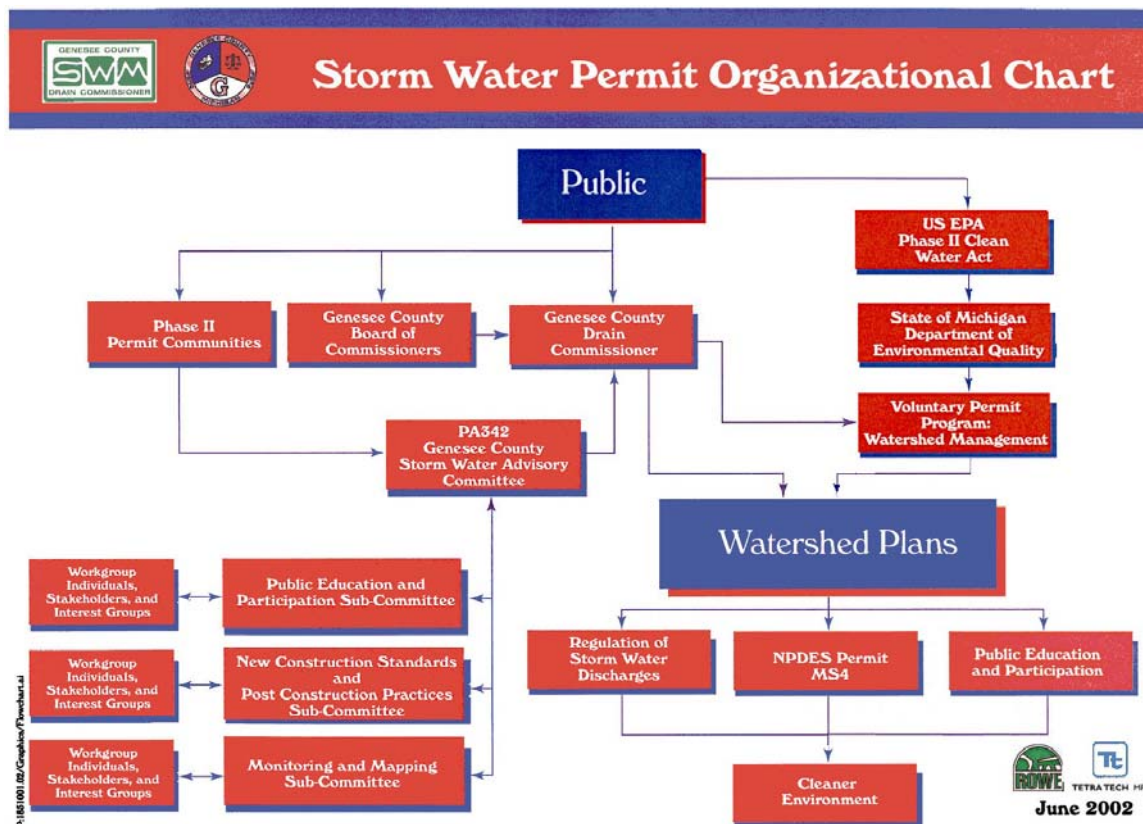 GENESEE COUNTY
SWM
DRAIN COMMISSIONER
GENESEE COUNTY
G
Storm Water Permit Organizational Chart
Public
US EPA
Phase II Clean
Water Act
Phase II
Permit Communities
Genesee County
Board of
Commissioners
Genesee County
Drain
Commissioner
State of Michigan
Department of
Environmental Quality
Voluntary Permit
Program:
Watershed Management
PA342
Genesee County
Storm Water Advisory
Committee
Watershed Plans
Workgroup
Individuals,
Stakeholders, and
Interest Groups
Public Education and
Participation Sub-Committee
Workgroup
Individuals,
Stakeholders, and
Interest Groups
New Construction Standards
and
Post Construction Practices
Sub-Committee
Workgroup
Individuals,
Stakeholders, and
Interest Groups
Monitoring and Mapping
Sub-Committee
Regulation of
Storm Water
Discharges
NPDES Permit
MS4
Public Education
and Participation
Cleaner
Environment
ROWE
Tt
TETRA TECH
June 2002